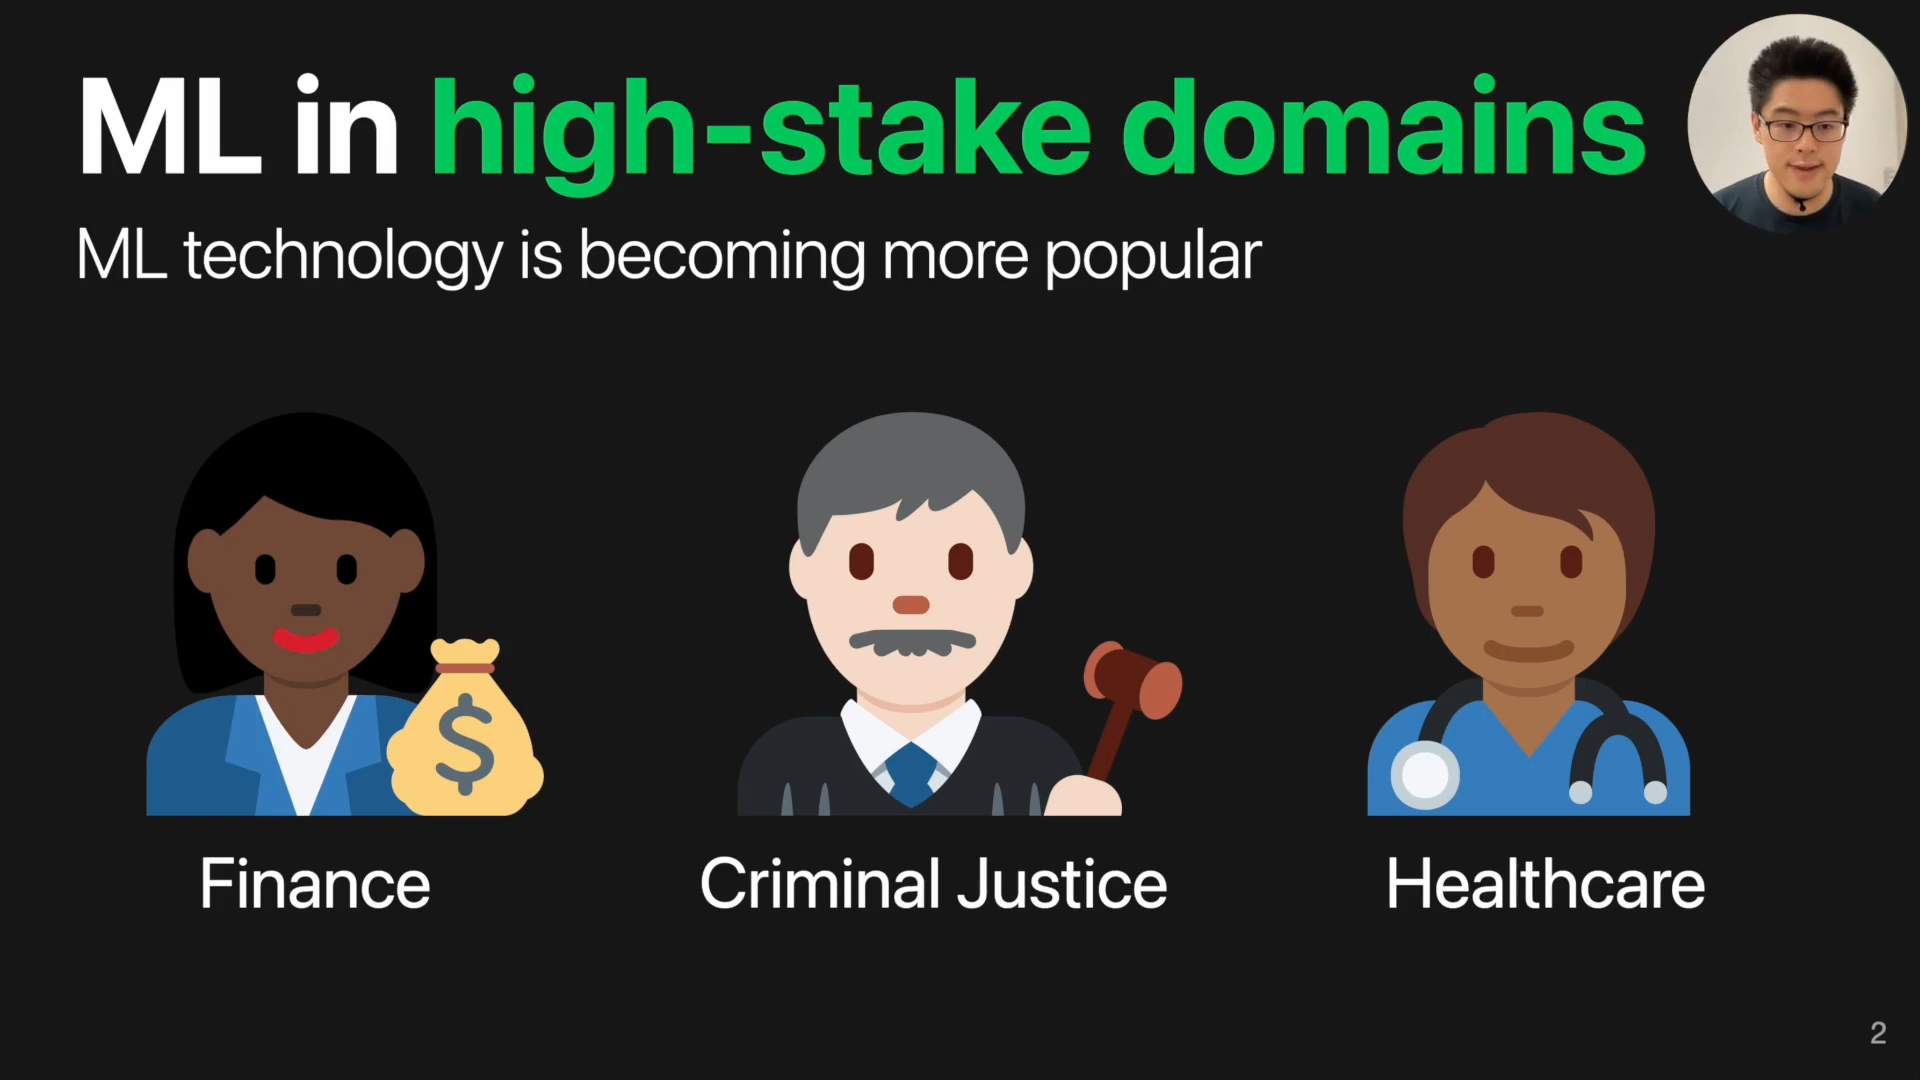 ML in high-stake domains
ML technology is becoming more popular
$
Finance
Criminal Justice
Healthcare
2